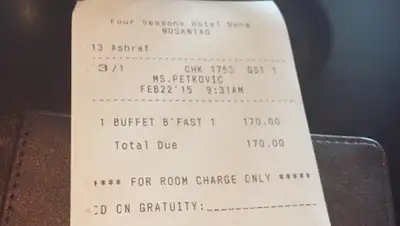 Four Seasons Hotel Doha
NUSANTAO
13 Ashraf
3/1 CHK 1753 GST 1
MS.PETKOVIC
FEB22'15 9:31AM
1 BUFFET B'FAST 1 170.00
Total Due 170.00
**** FOR ROOM CHARGE ONLY *****
D ON GRATUITY: